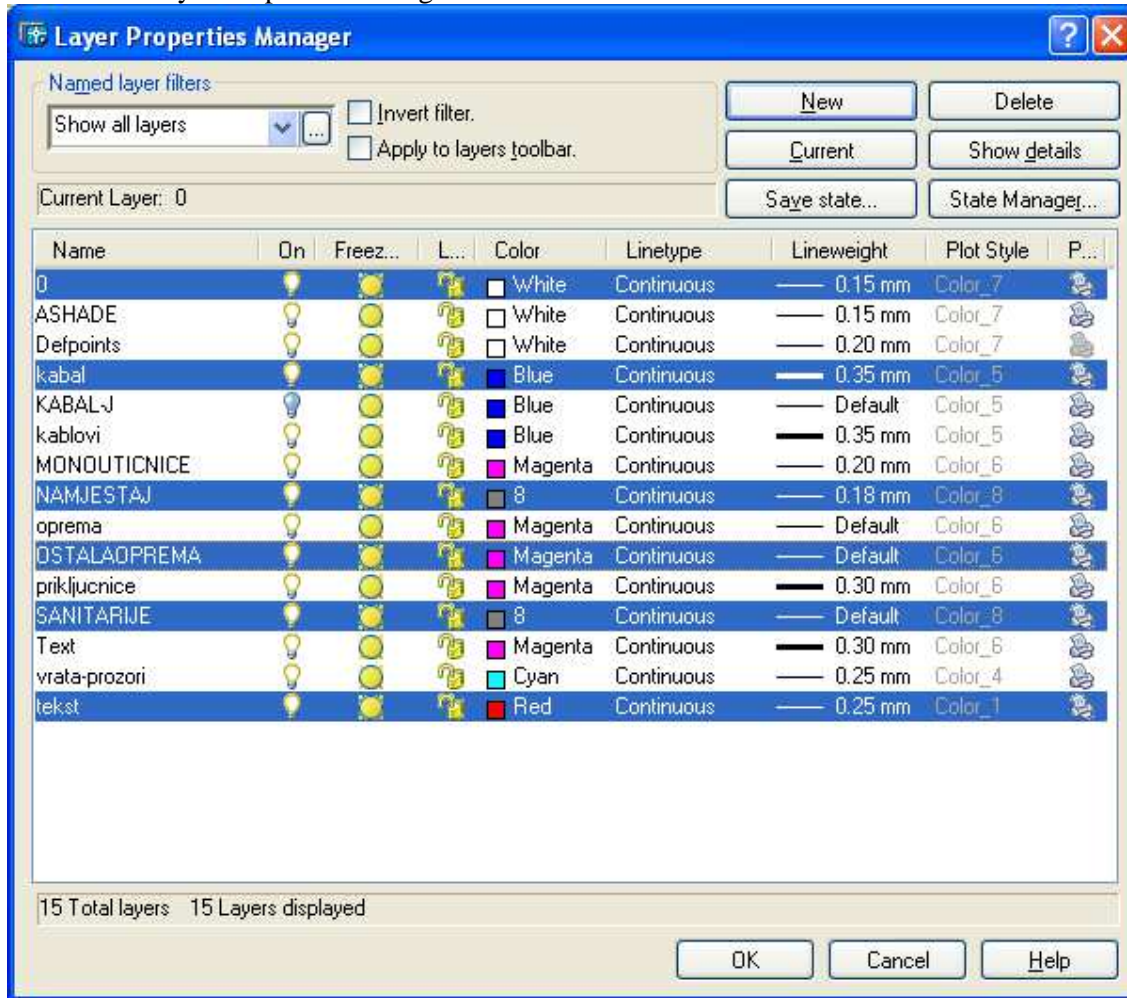 Layer Properties Manager
Named layer filters
Show all layers
...
Invert filter.
Apply to layers toolbar.
New
Delete
Current
Show details
Current Layer: 0
Save state...
State Manager...
Name On Freez... L... Color Linetype Lineweight Plot Style P...
0 White Continuous 0.15 mm Color_7
ASHADE White Continuous 0.15 mm Color_7
Defpoints White Continuous 0.20 mm Color_7
kabal Blue Continuous 0.35 mm Color_5
KABAL-J Blue Continuous Default Color_5
kablovi Blue Continuous 0.35 mm Color_5
MONOUTICNICE Magenta Continuous 0.20 mm Color_6
NAMJESTAJ 8 Continuous 0.18 mm Color_8
oprema Magenta Continuous Default Color_6
OSTALAOPREMA Magenta Continuous Default Color_6
prikljucnice Magenta Continuous 0.30 mm Color_6
SANITARIJE 8 Continuous Default Color_8
Text Magenta Continuous 0.30 mm Color_6
vrata-prozori Cyan Continuous 0.25 mm Color_4
tekst Red Continuous 0.25 mm Color_1
15 Total layers 15 Layers displayed
OK
Cancel
Help